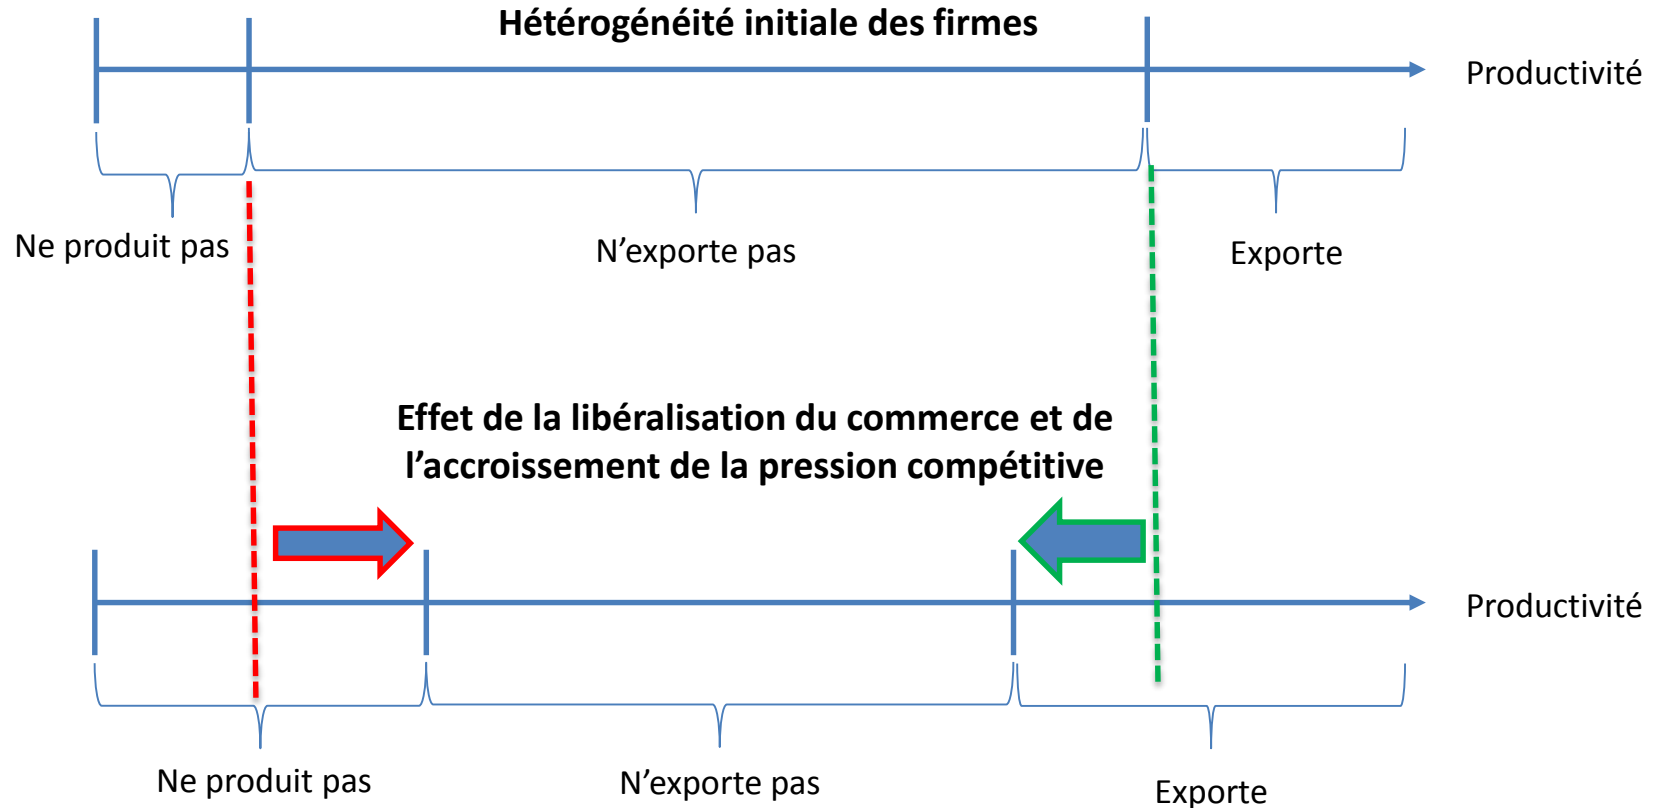 Hétérogénéité initiale des firmes
Productivité
Ne produit pas
N’exporte pas
Exporte
Effet de la libéralisation du commerce et de
l’accroissement de la pression compétitive
Productivité
Ne produit pas
N’exporte pas
Exporte